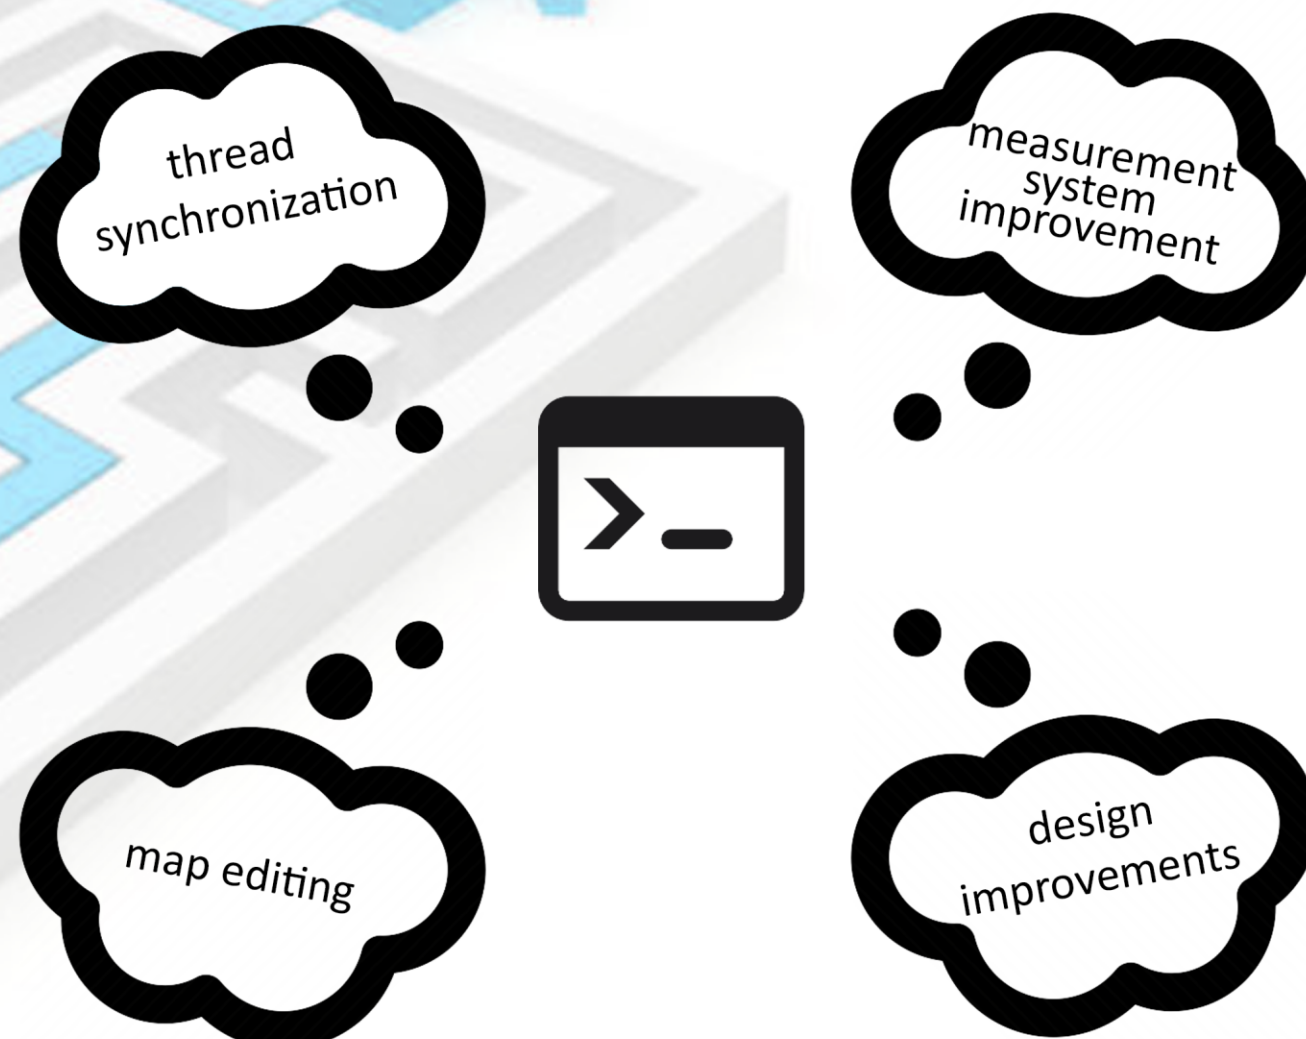 thread
synchronization
measurement
system
improvement
map editing
design
improvements